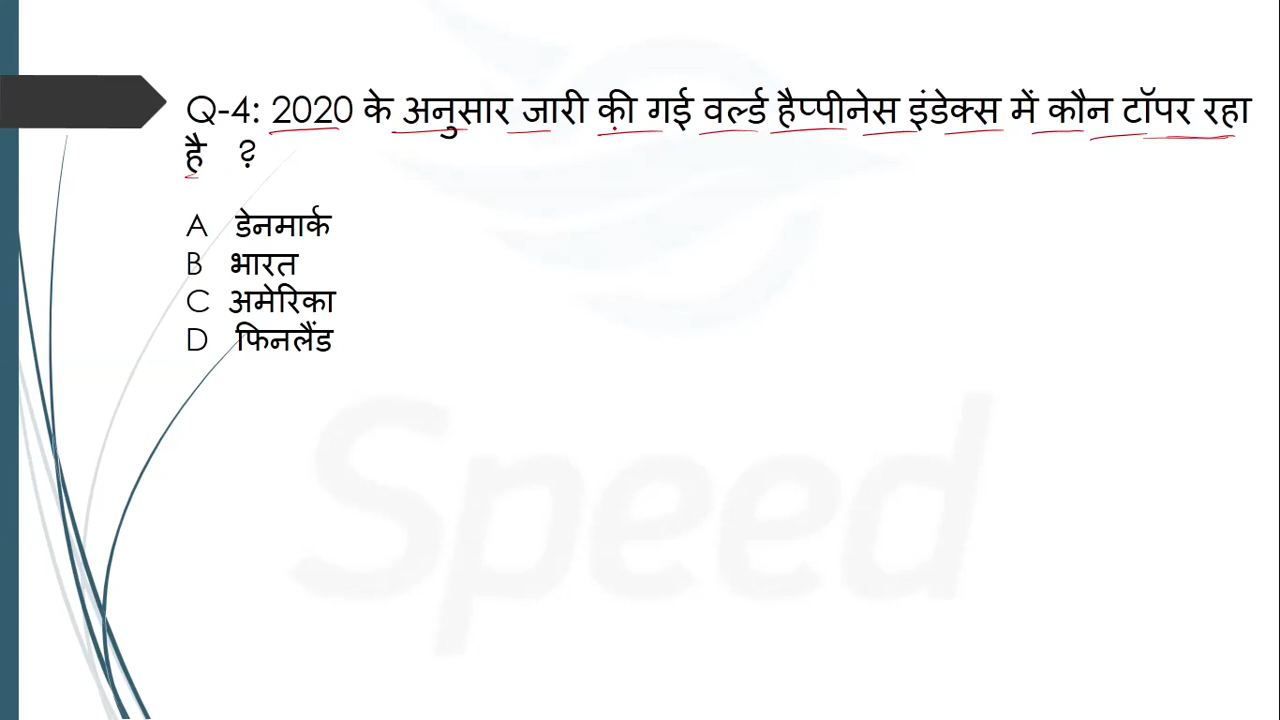 Q-4: 2020 के अनुसार जारी की गई वर्ल्ड हैप्पीनेस इंडेक्स में कौन टॉपर रहा
है ?
A डेनमार्क
B भारत
C अमेरिका
D फिनलैंड
Speed